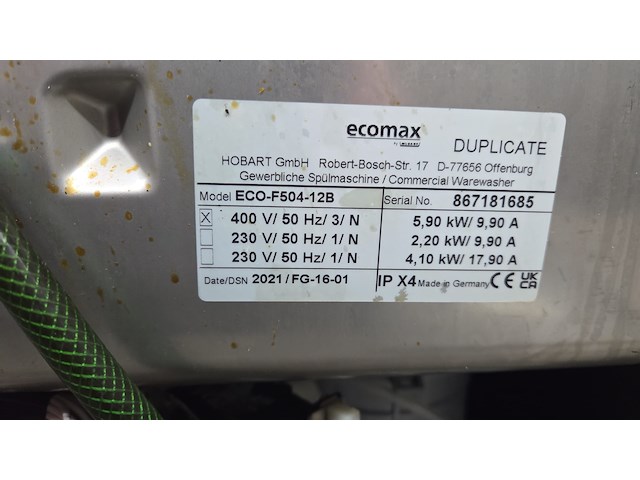 ecomax
by HOBART
DUPLICATE
HOBART GmbH Robert-Bosch-Str. 17 D-77656 Offenburg
Gewerbliche Spülmaschine / Commercial Warewasher
Model ECO-F504-12B Serial No. 867181685
X 400 V/ 50 Hz/ 3/ N 5,90 kW/ 9,90 A
230 V/ 50 Hz/ 1/ N 2,20 kW/ 9,90 A
230 V/ 50 Hz/ 1/ N 4,10 kW/ 17,90 A
Date/DSN 2021 / FG-16-01 IP X4 Made in Germany CE UK CA